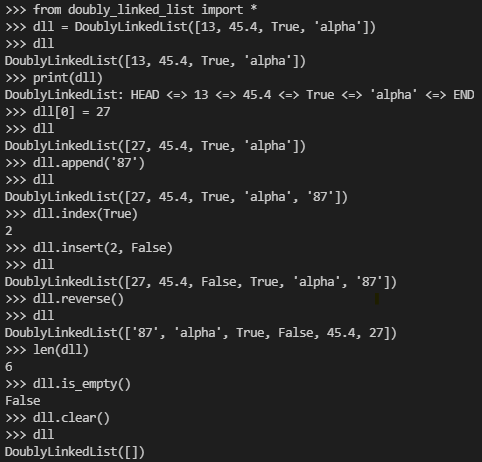 >>> from doubly_linked_list import *
>>> dll = DoublyLinkedList([13, 45.4, True, 'alpha'])
>>> dll
DoublyLinkedList([13, 45.4, True, 'alpha'])
>>> print(dll)
DoublyLinkedList: HEAD <=> 13 <=> 45.4 <=> True <=> 'alpha' <=> END
>>> dll[0] = 27
>>> dll
DoublyLinkedList([27, 45.4, True, 'alpha'])
>>> dll.append('87')
>>> dll
DoublyLinkedList([27, 45.4, True, 'alpha', '87'])
>>> dll.index(True)
2
>>> dll.insert(2, False)
>>> dll
DoublyLinkedList([27, 45.4, False, True, 'alpha', '87'])
>>> dll.reverse()
>>> dll
DoublyLinkedList(['87', 'alpha', True, False, 45.4, 27])
>>> len(dll)
6
>>> dll.is_empty()
False
>>> dll.clear()
>>> dll
DoublyLinkedList([])